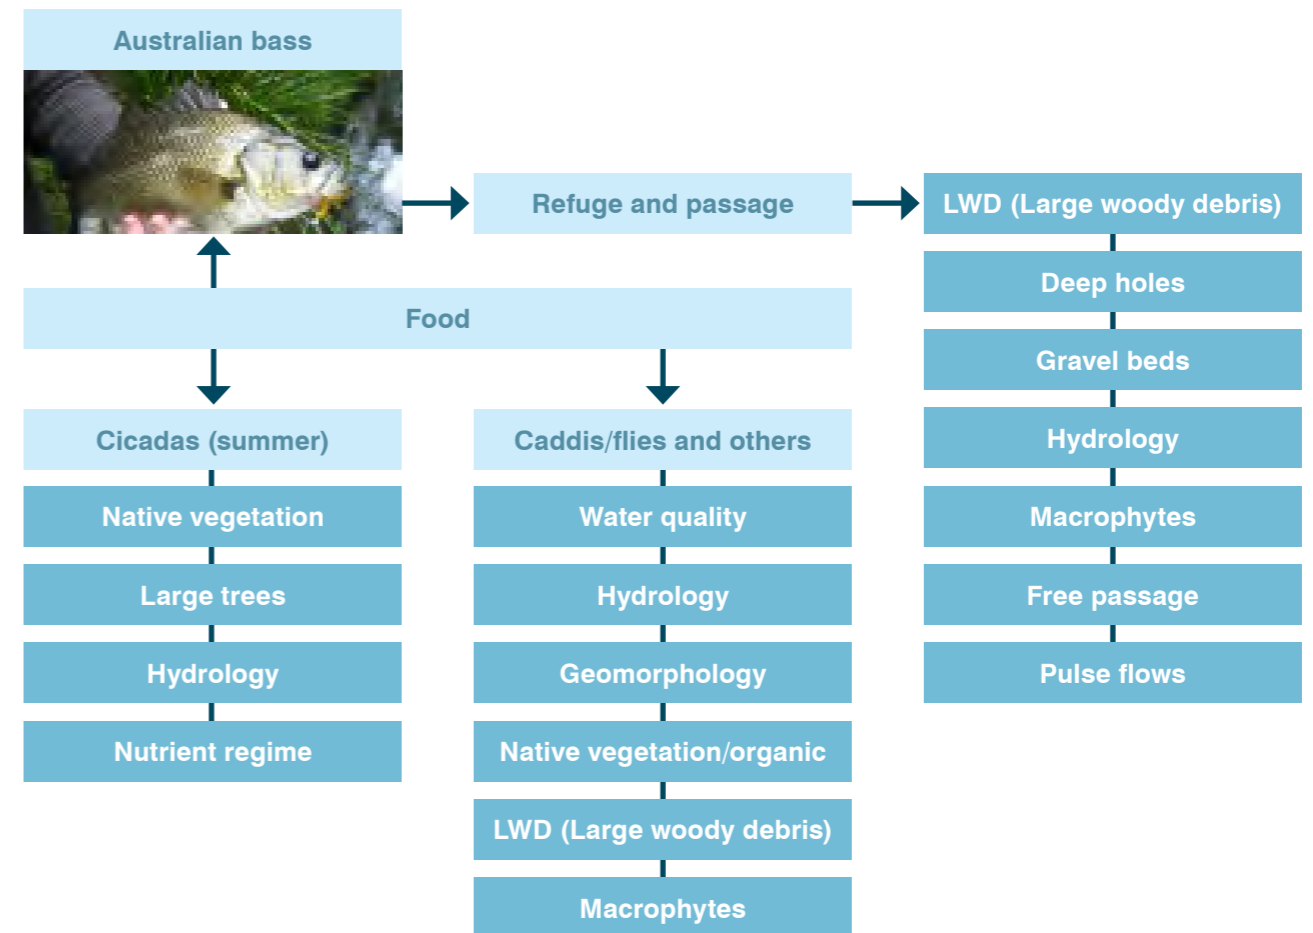 Australian bass
Refuge and passage
LWD (Large woody debris)
Deep holes
Gravel beds
Hydrology
Macrophytes
Free passage
Pulse flows
Food
Cicadas (summer)
Native vegetation
Large trees
Hydrology
Nutrient regime
Caddis/flies and others
Water quality
Hydrology
Geomorphology
Native vegetation/organic
LWD (Large woody debris)
Macrophytes